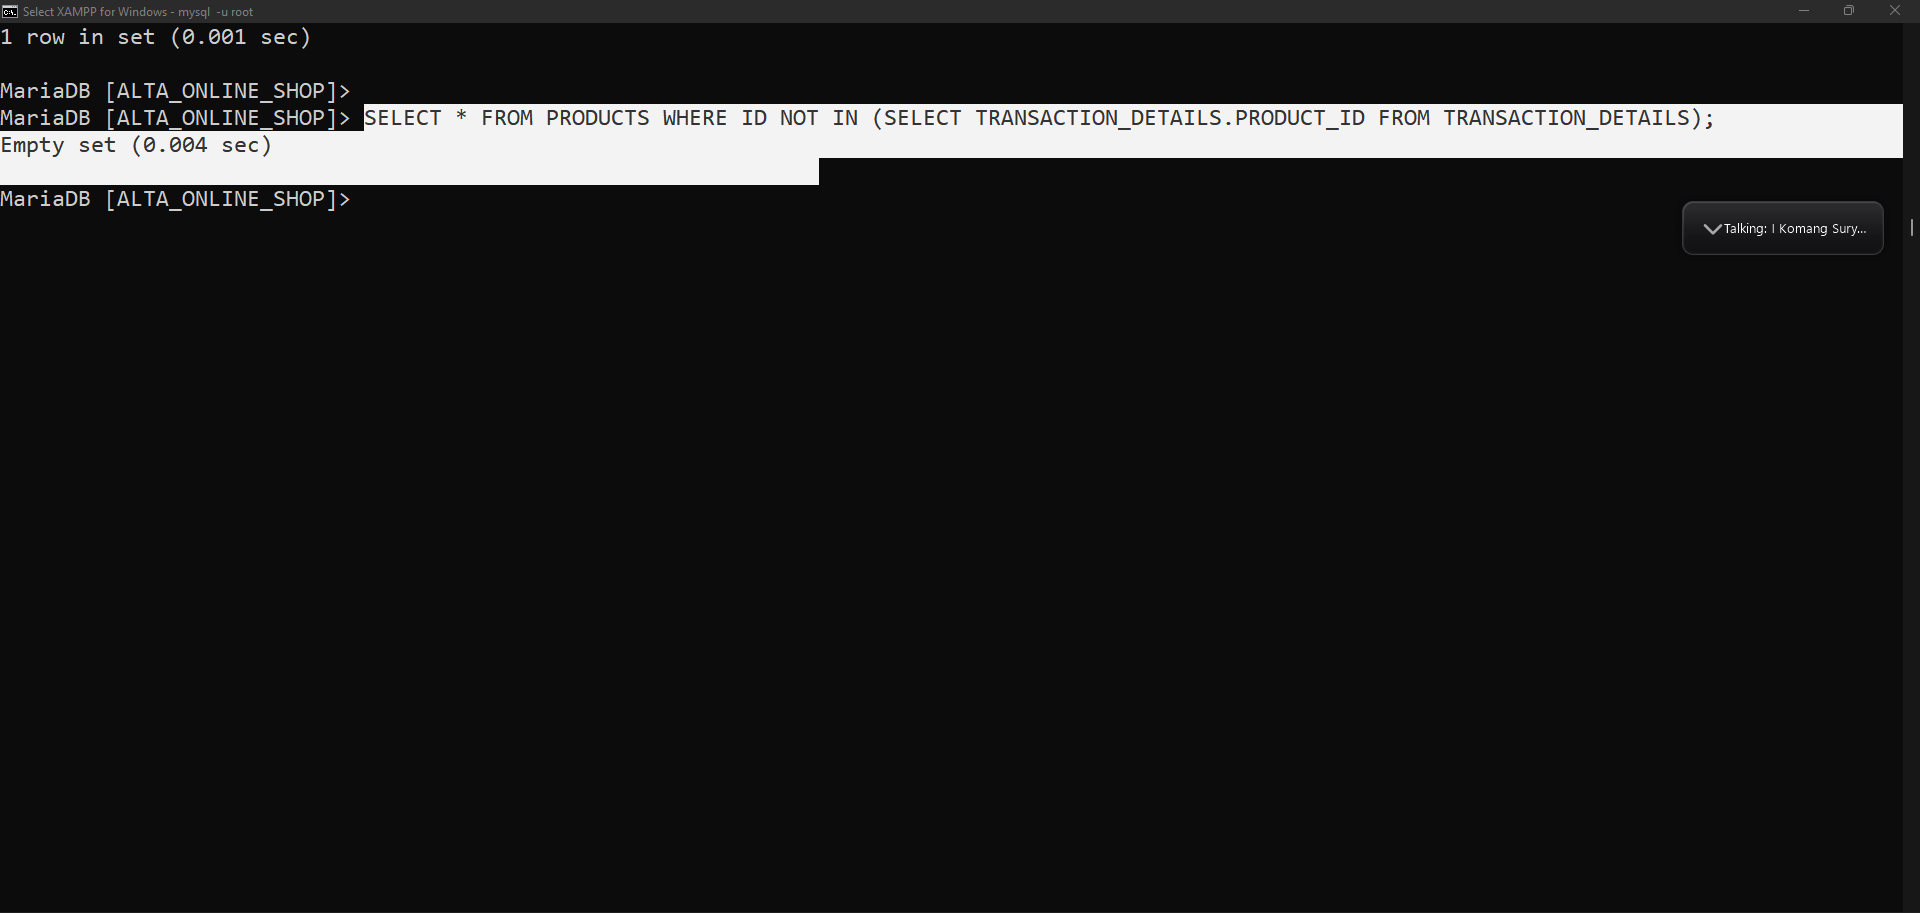 Select XAMPP for Windows - mysql  -u root
1 row in set (0.001 sec)
MariaDB [ALTA_ONLINE_SHOP]>
MariaDB [ALTA_ONLINE_SHOP]> SELECT * FROM PRODUCTS WHERE ID NOT IN (SELECT TRANSACTION_DETAILS.PRODUCT_ID FROM TRANSACTION_DETAILS);
Empty set (0.004 sec)
MariaDB [ALTA_ONLINE_SHOP]>
Talking: I Komang Sury...